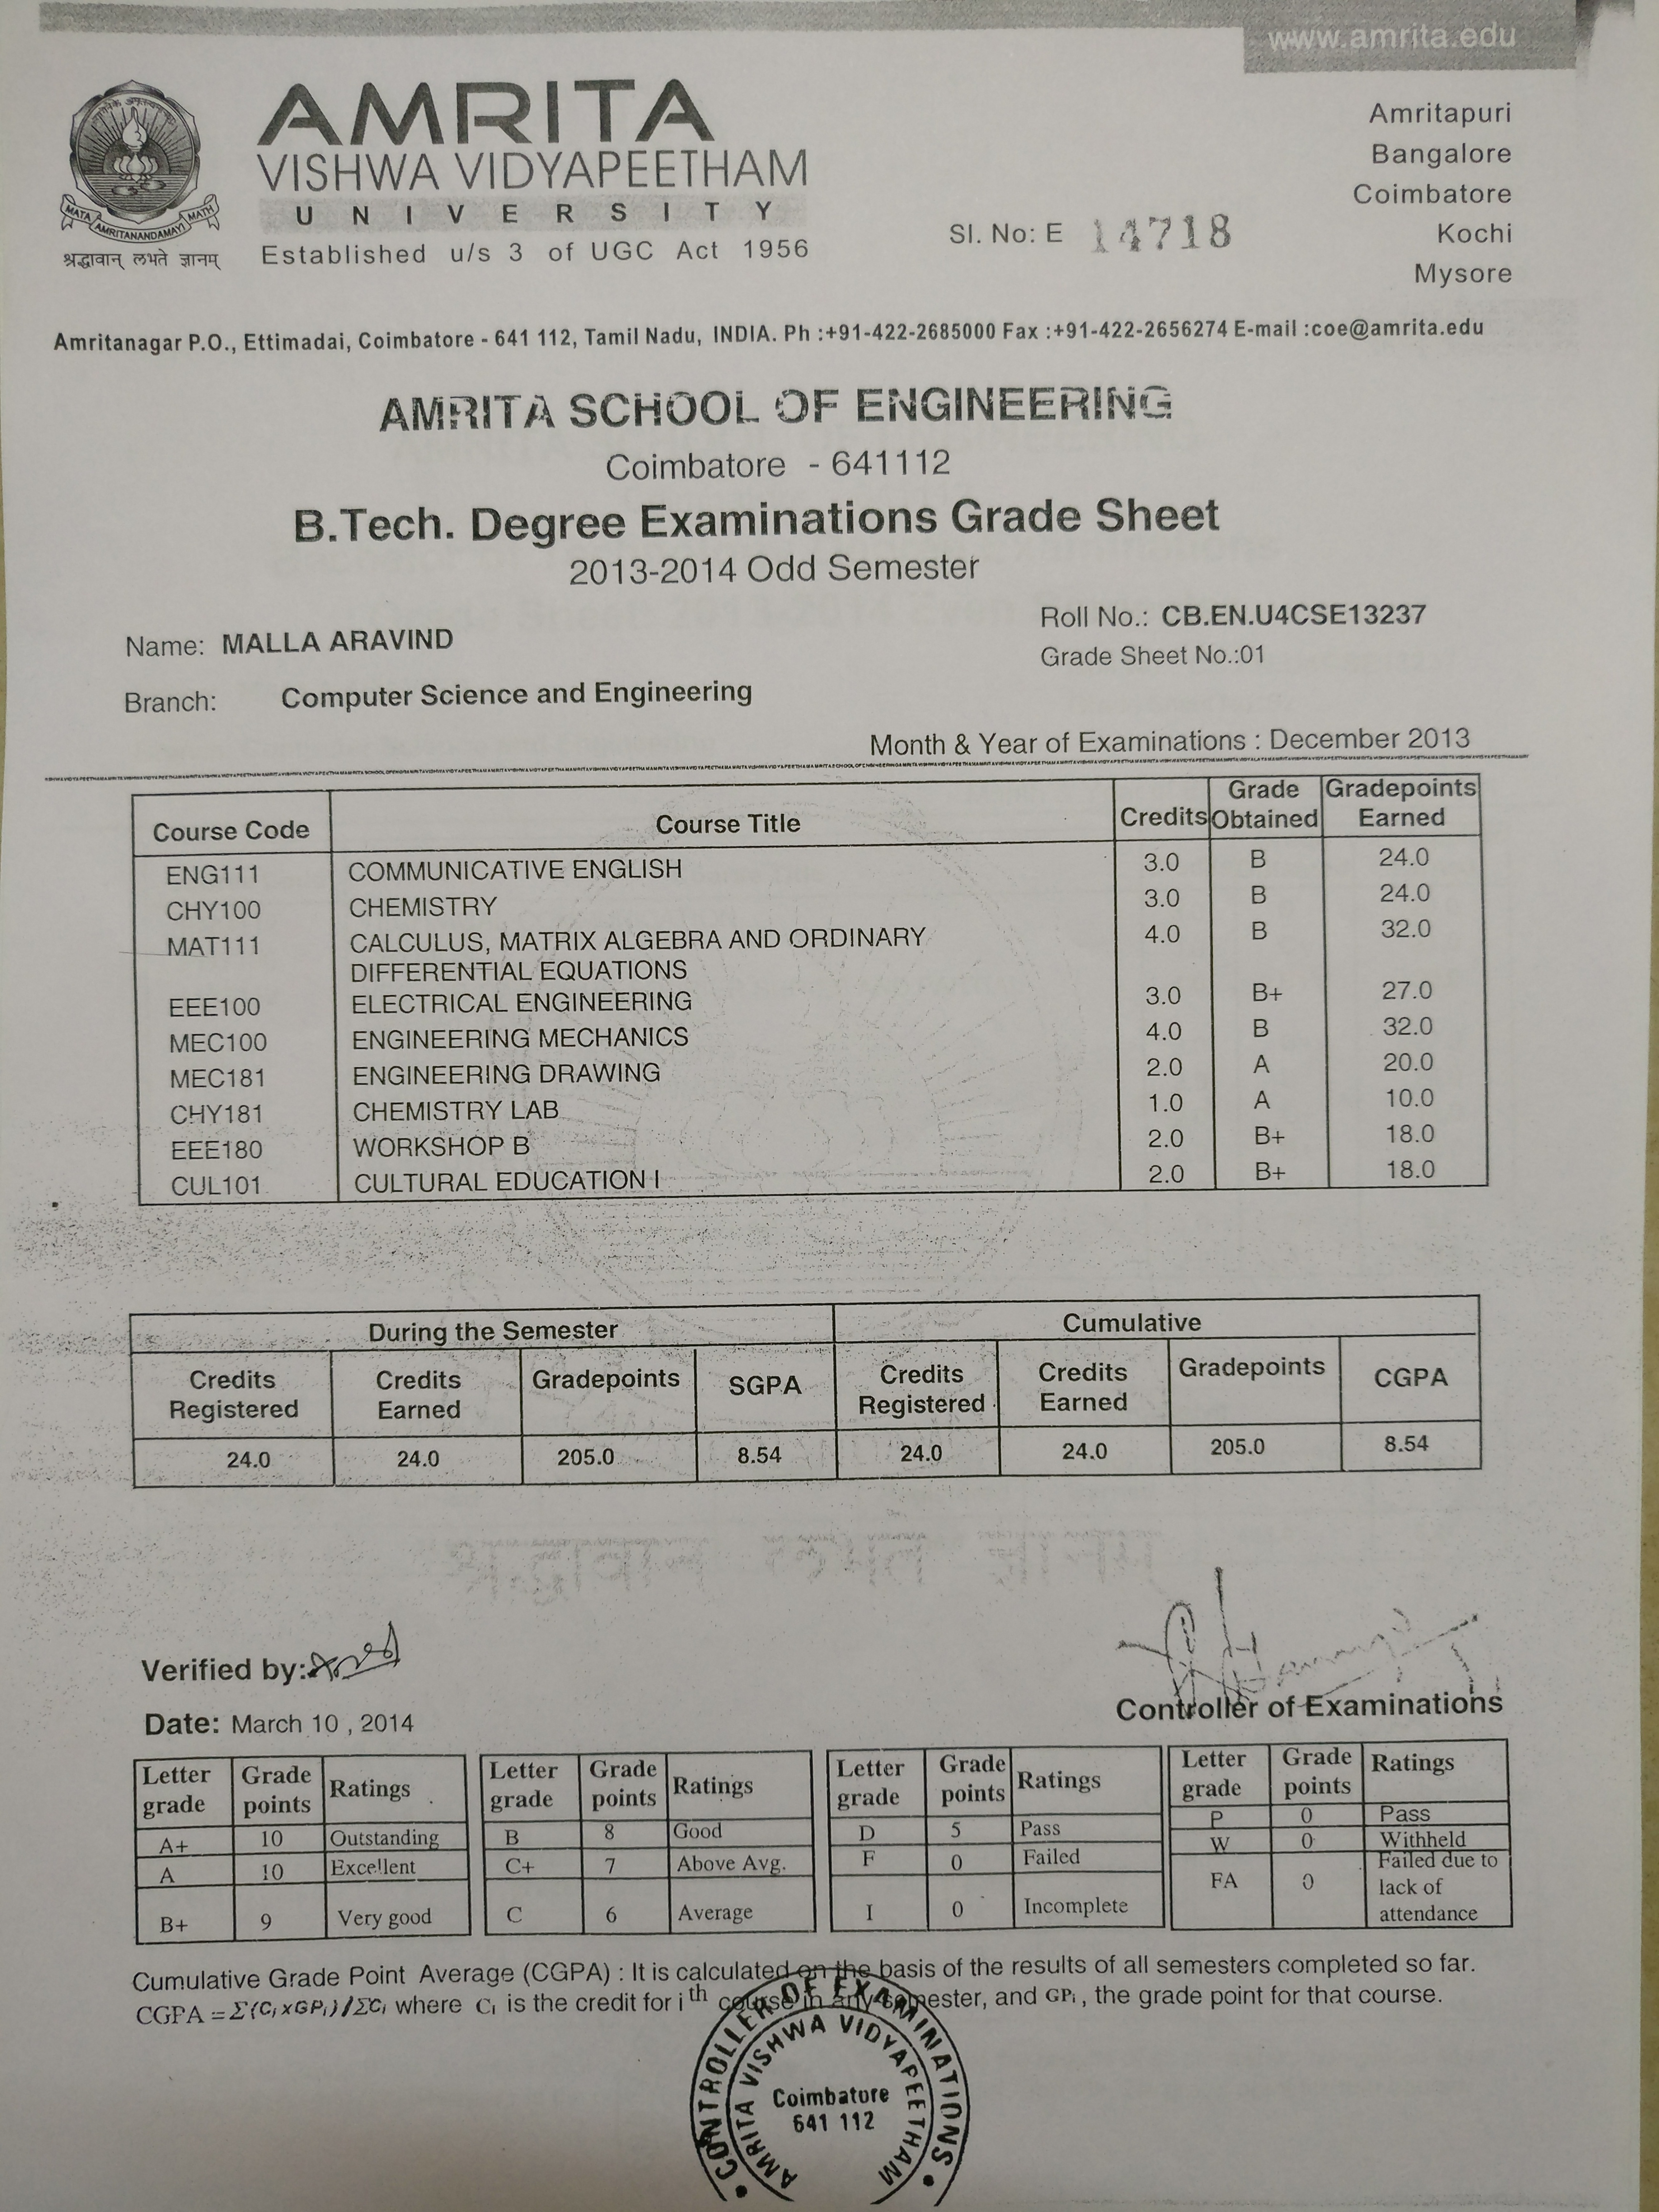 www.amrita.edu
AMRITA
VISHWA VIDYAPEETHAM
UNIVERSITY
Established u/s 3 of UGC Act 1956
MATA AMRITANANDAMAYI MATH
श्रद्धावान् लभते ज्ञानम्
Sl. No: E 14718
Amritapuri
Bangalore
Coimbatore
Kochi
Mysore
Amritanagar P.O., Ettimadai, Coimbatore - 641 112, Tamil Nadu, INDIA. Ph :+91-422-2685000 Fax :+91-422-2656274 E-mail :coe@amrita.edu
AMRITA SCHOOL OF ENGINEERING
Coimbatore - 641112
B.Tech. Degree Examinations Grade Sheet
2013-2014 Odd Semester
Name: MALLA ARAVIND
Roll No.: CB.EN.U4CSE13237
Grade Sheet No.:01
Branch: Computer Science and Engineering
Month & Year of Examinations : December 2013
Course Code Course Title Credits Grade Obtained Gradepoints Earned
ENG111 COMMUNICATIVE ENGLISH 3.0 B 24.0
CHY100 CHEMISTRY 3.0 B 24.0
MAT111 CALCULUS, MATRIX ALGEBRA AND ORDINARY 4.0 B 32.0
DIFFERENTIAL EQUATIONS
EEE100 ELECTRICAL ENGINEERING 3.0 B+ 27.0
MEC100 ENGINEERING MECHANICS 4.0 B 32.0
MEC181 ENGINEERING DRAWING 2.0 A 20.0
CHY181 CHEMISTRY LAB 1.0 A 10.0
EEE180 WORKSHOP B 2.0 B+ 18.0
CUL101 CULTURAL EDUCATION I 2.0 B+ 18.0
During the Semester Cumulative
Credits Registered Credits Earned Gradepoints SGPA Credits Registered Credits Earned Gradepoints CGPA
24.0 24.0 205.0 8.54 24.0 24.0 205.0 8.54
Verified by:
Controller of Examinations
Date: March 10 , 2014
Letter grade Grade points Ratings Letter grade Grade points Ratings Letter grade Grade points Ratings Letter grade Grade points Ratings
A+ 10 Outstanding B 8 Good D 5 Pass P 0 Pass
A 10 Excellent C+ 7 Above Avg. F 0 Failed W 0 Withheld
B+ 9 Very good C 6 Average I 0 Incomplete FA 0 Failed due to lack of attendance
Cumulative Grade Point Average (CGPA) : It is calculated on the basis of the results of all semesters completed so far.
CGPA = Σ(Ci x GPi) / ΣCi where Ci is the credit for i th course in any semester, and GPi , the grade point for that course.
CONTROLLER OF EXAMINATIONS
AMRITA VISHWA VIDYAPEETHAM
Coimbatore
641 112